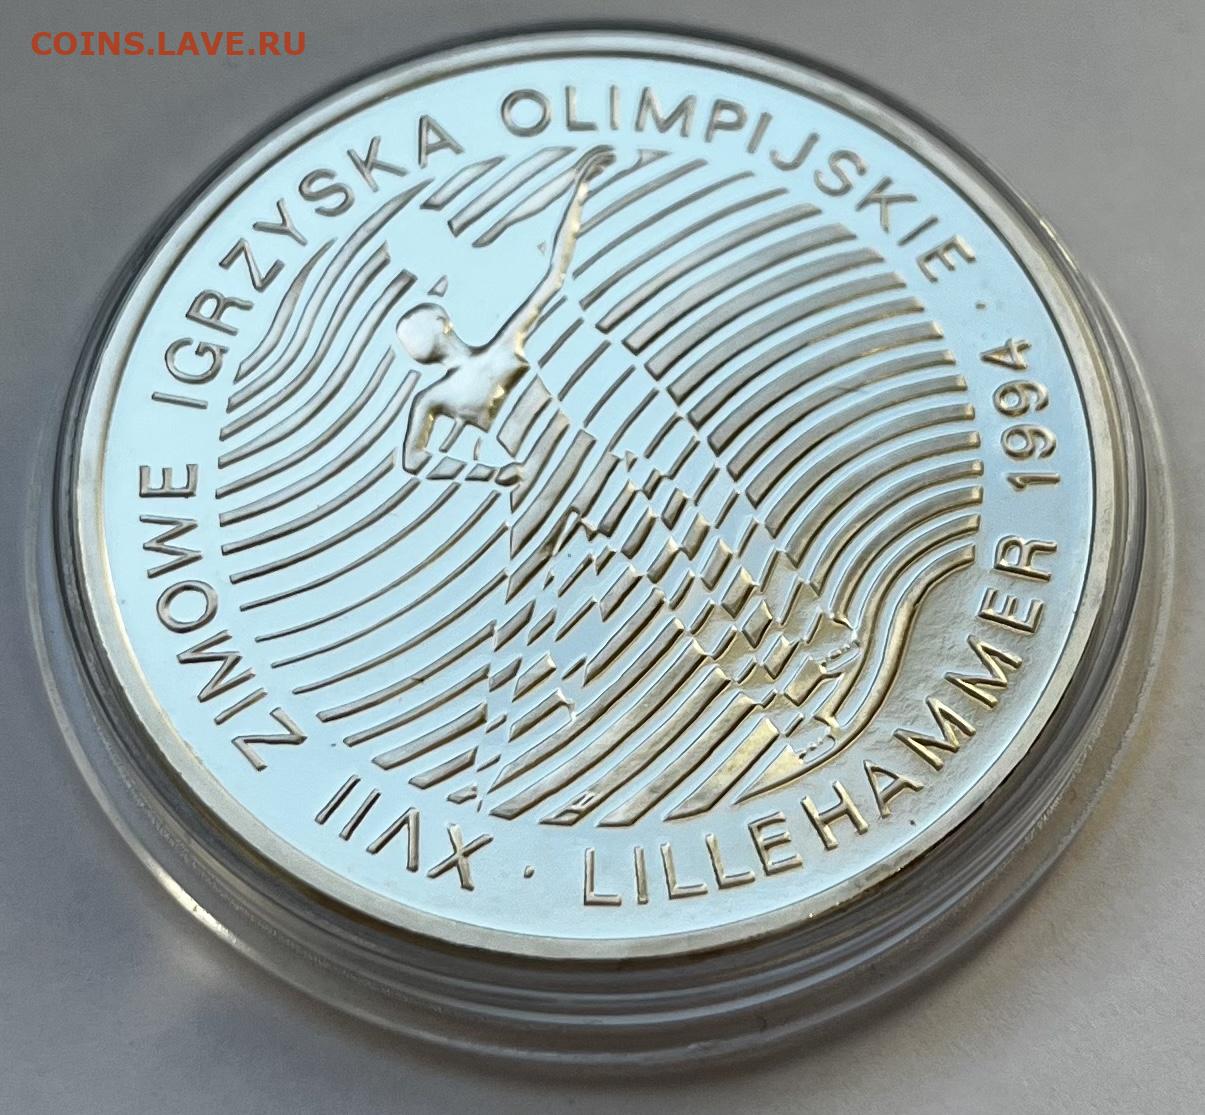 COINS.LAVE.RU
XVII ZIMOWE IGRZYSKA OLIMPIJSKIE · LILLEHAMMER 1994 ·